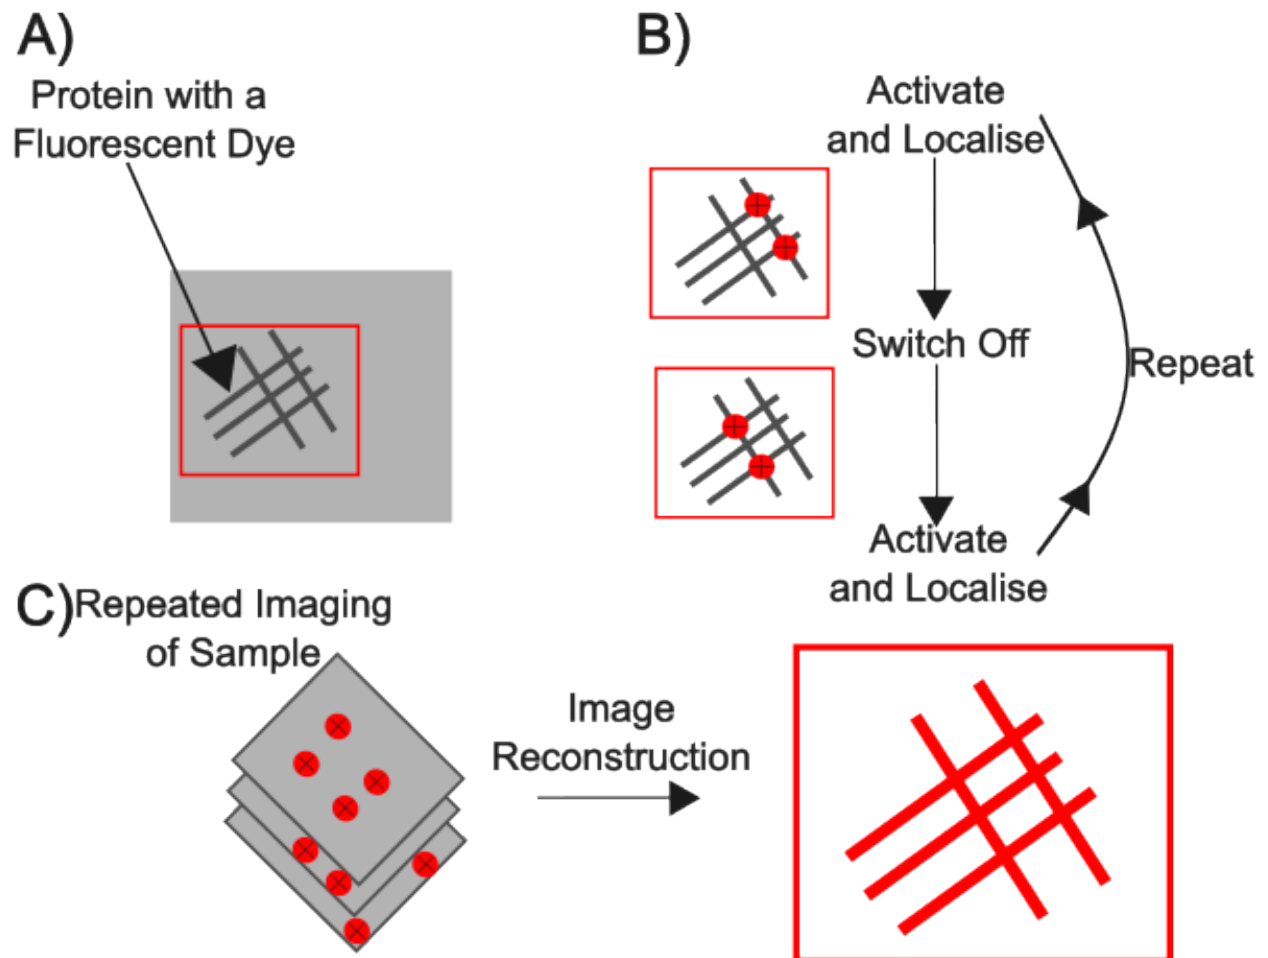 A)
Protein with a
Fluorescent Dye
B)
Activate
and Localise
Switch Off
Repeat
Activate
and Localise
C)Repeated Imaging
of Sample
Image
Reconstruction